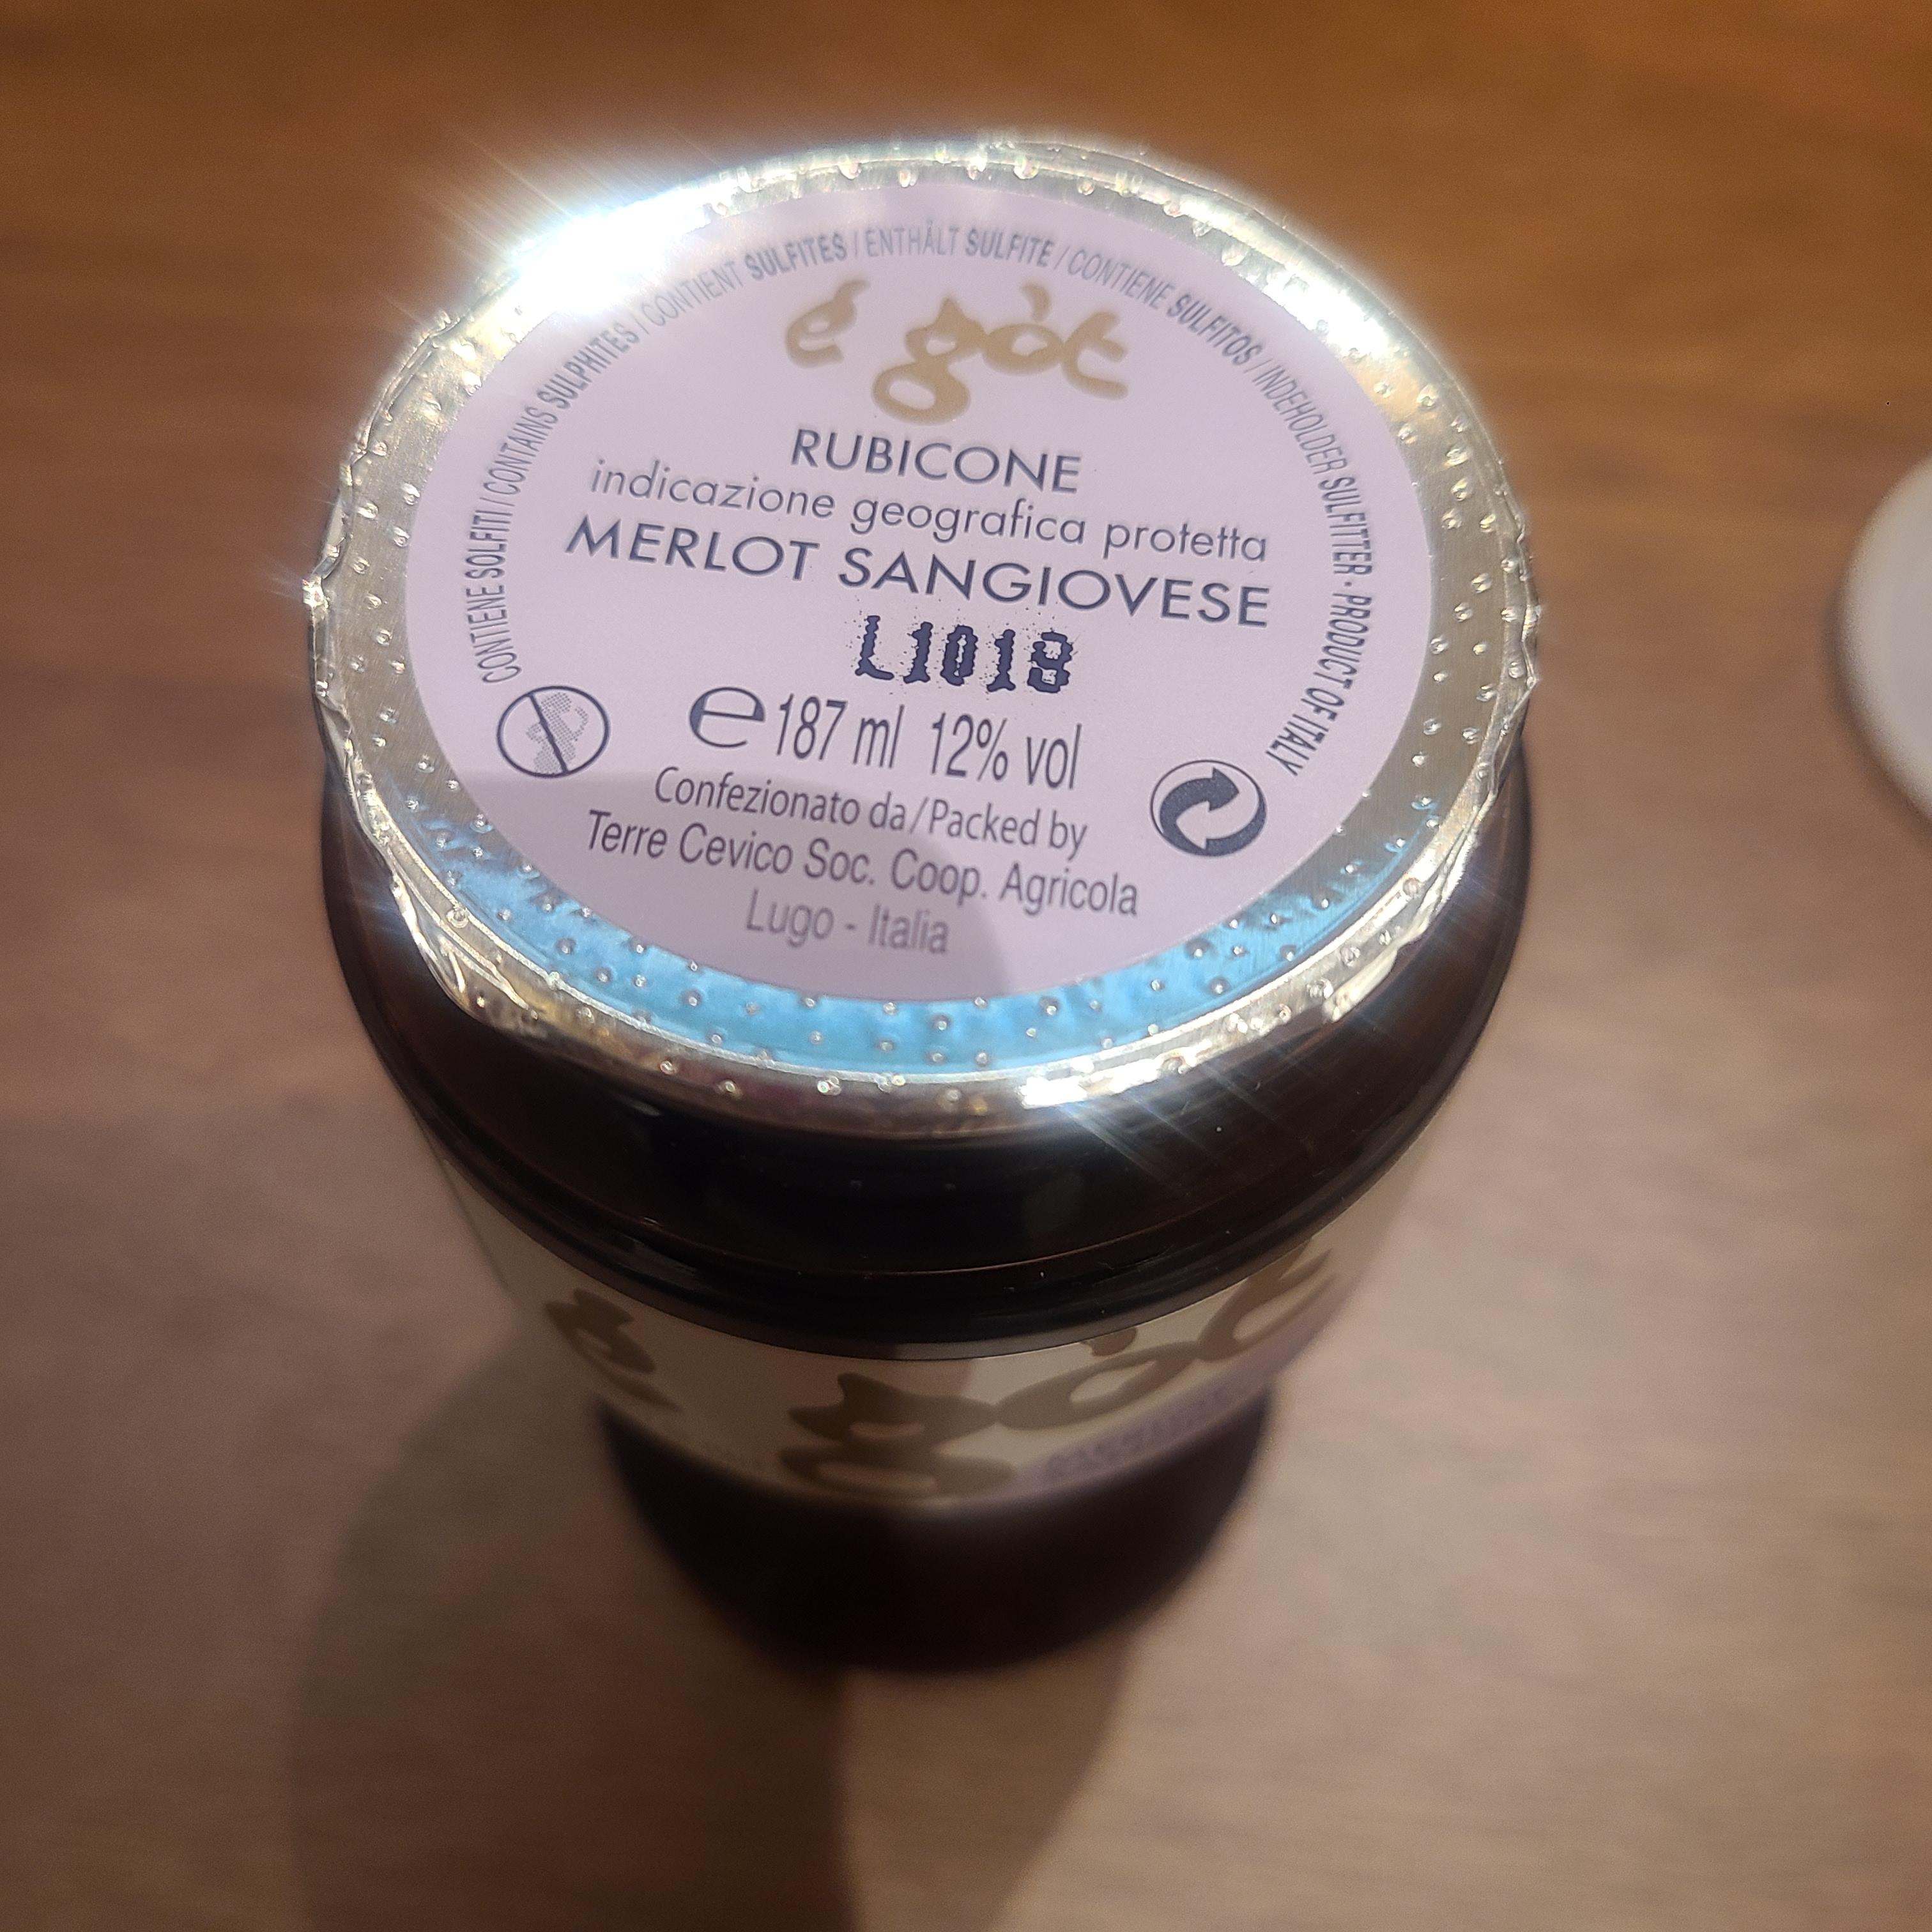 CONTIENE SOLFITI / CONTAINS SULPHITES / CONTIENT SULFITES / ENTHÄLT SULFITE / CONTIENE SULFITOS / INDEHOLDER SULFITTER · PRODUCT OF ITALY
é gòt
RUBICONE
indicazione geografica protetta
MERLOT SANGIOVESE
L1018
e 187 ml 12% vol
Confezionato da/Packed by
Terre Cevico Soc. Coop. Agricola
Lugo - Italia
é gòt